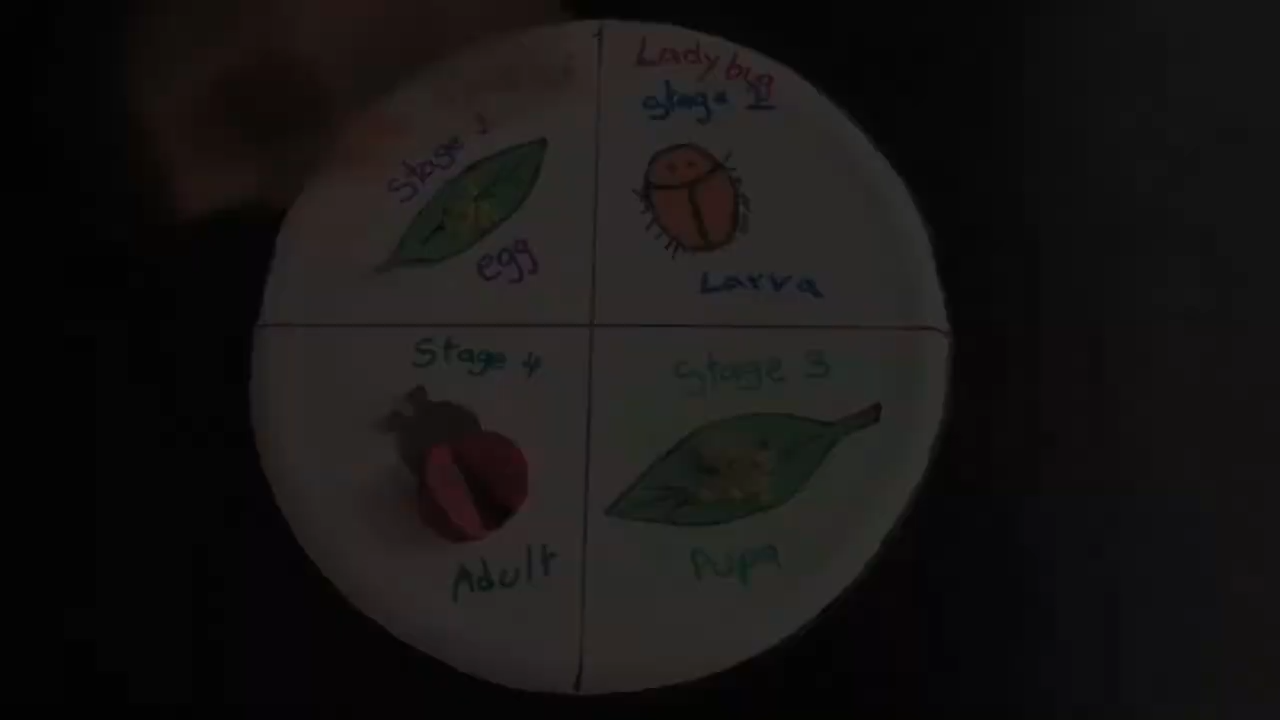 Lady bug
Stage 2
Stage 1
egg
Larva
Stage 4
Adult
Stage 3
Pupa